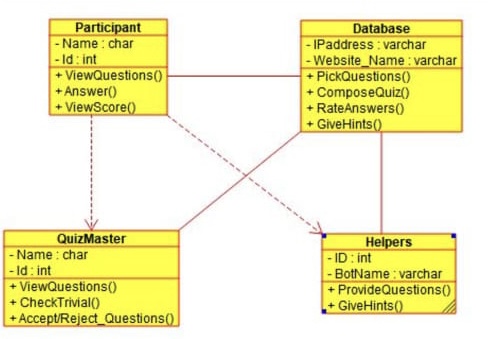 Participant
- Name : char
- Id : int
+ ViewQuestions()
+ Answer()
+ ViewScore()
Database
- IPaddress : varchar
- Website_Name : varchar
+ PickQuestions()
+ ComposeQuiz()
+ RateAnswers()
+ GiveHints()
QuizMaster
- Name : char
- Id : int
+ ViewQuestions()
+ CheckTrivial()
+ Accept/Reject_Questions()
Helpers
- ID : int
- BotName : varchar
+ ProvideQuestions()
+ GiveHints()